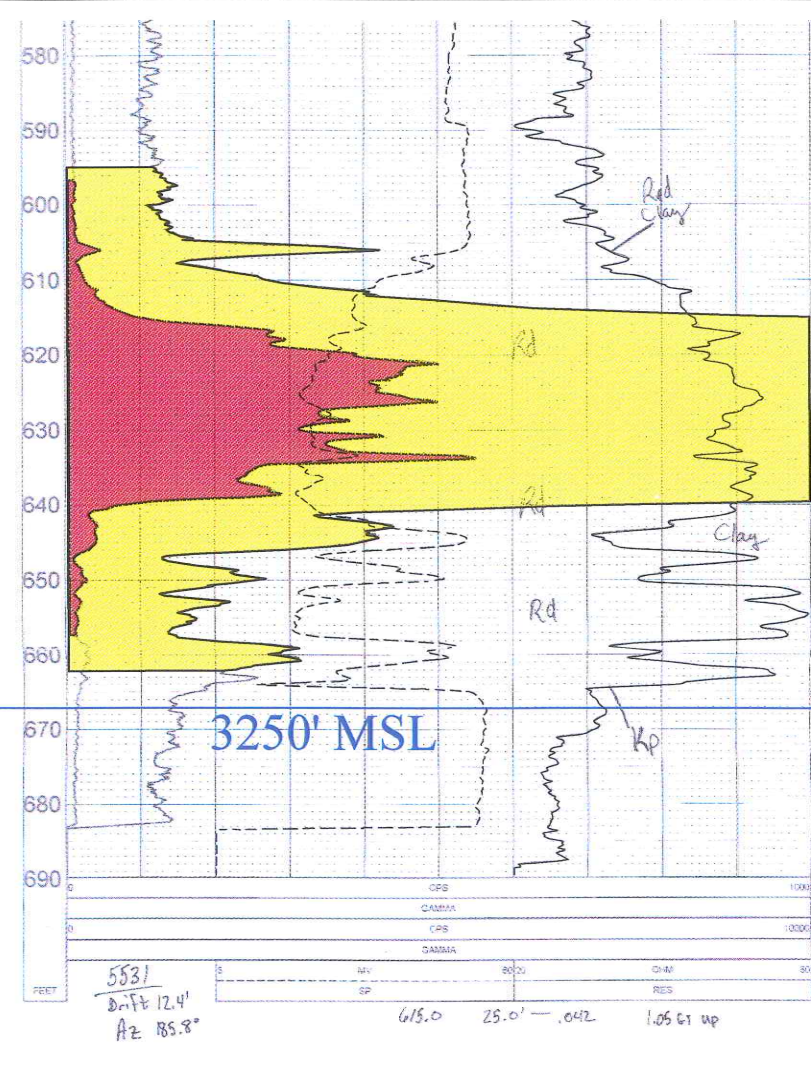 580
590
600
Red
Clay
610
620
Rd
630
640
Rd
Clay
650
Rd
660
3250' MSL
670
Kp
680
690
0 CPS 1000
GAMMA
0 CPS 10000
GAMMA
MV OHM
FEET SP RES
5531
Drift 12.4'
Az 185.8°
615.0 25.0' — .042 1.05 GT up